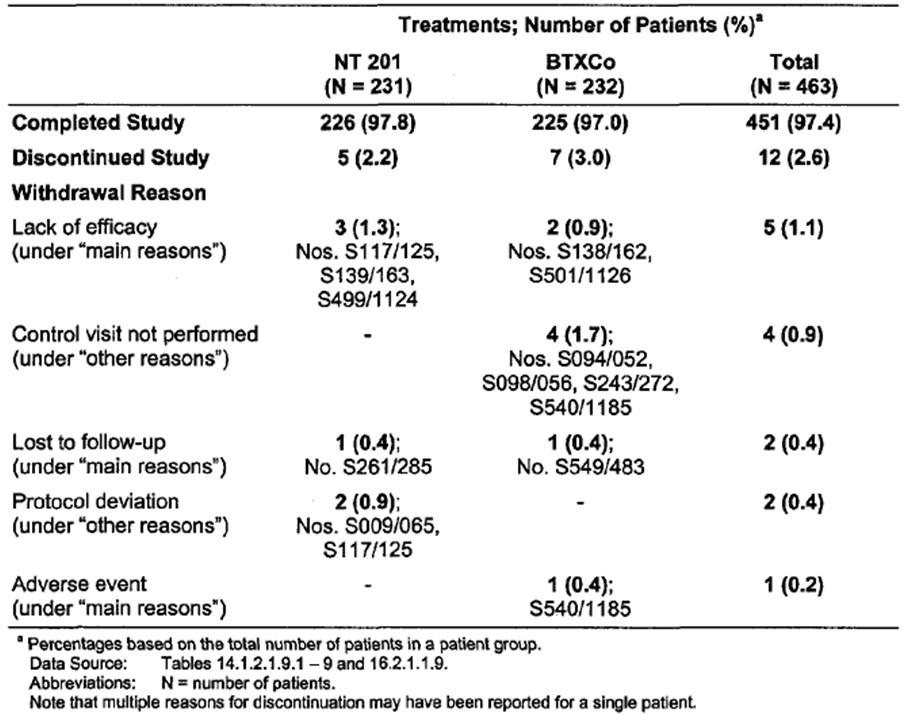 Treatments; Number of Patients (%)ᵃ
NT 201 BTXCo Total
(N = 231) (N = 232) (N = 463)
Completed Study 226 (97.8) 225 (97.0) 451 (97.4)
Discontinued Study 5 (2.2) 7 (3.0) 12 (2.6)
Withdrawal Reason
Lack of efficacy 3 (1.3); 2 (0.9); 5 (1.1)
(under “main reasons”) Nos. S117/125, Nos. S138/162,
S139/163, S501/1126
S499/1124
Control visit not performed - 4 (1.7); 4 (0.9)
(under “other reasons”) Nos. S094/052,
S098/056, S243/272,
S540/1185
Lost to follow-up 1 (0.4); 1 (0.4); 2 (0.4)
(under “main reasons”) No. S261/285 No. S549/483
Protocol deviation 2 (0.9); - 2 (0.4)
(under “other reasons”) Nos. S009/065,
S117/125
Adverse event - 1 (0.4); 1 (0.2)
(under “main reasons”) S540/1185
ᵃ Percentages based on the total number of patients in a patient group.
Data Source: Tables 14.1.2.1.9.1 – 9 and 16.2.1.1.9.
Abbreviations: N = number of patients.
Note that multiple reasons for discontinuation may have been reported for a single patient.